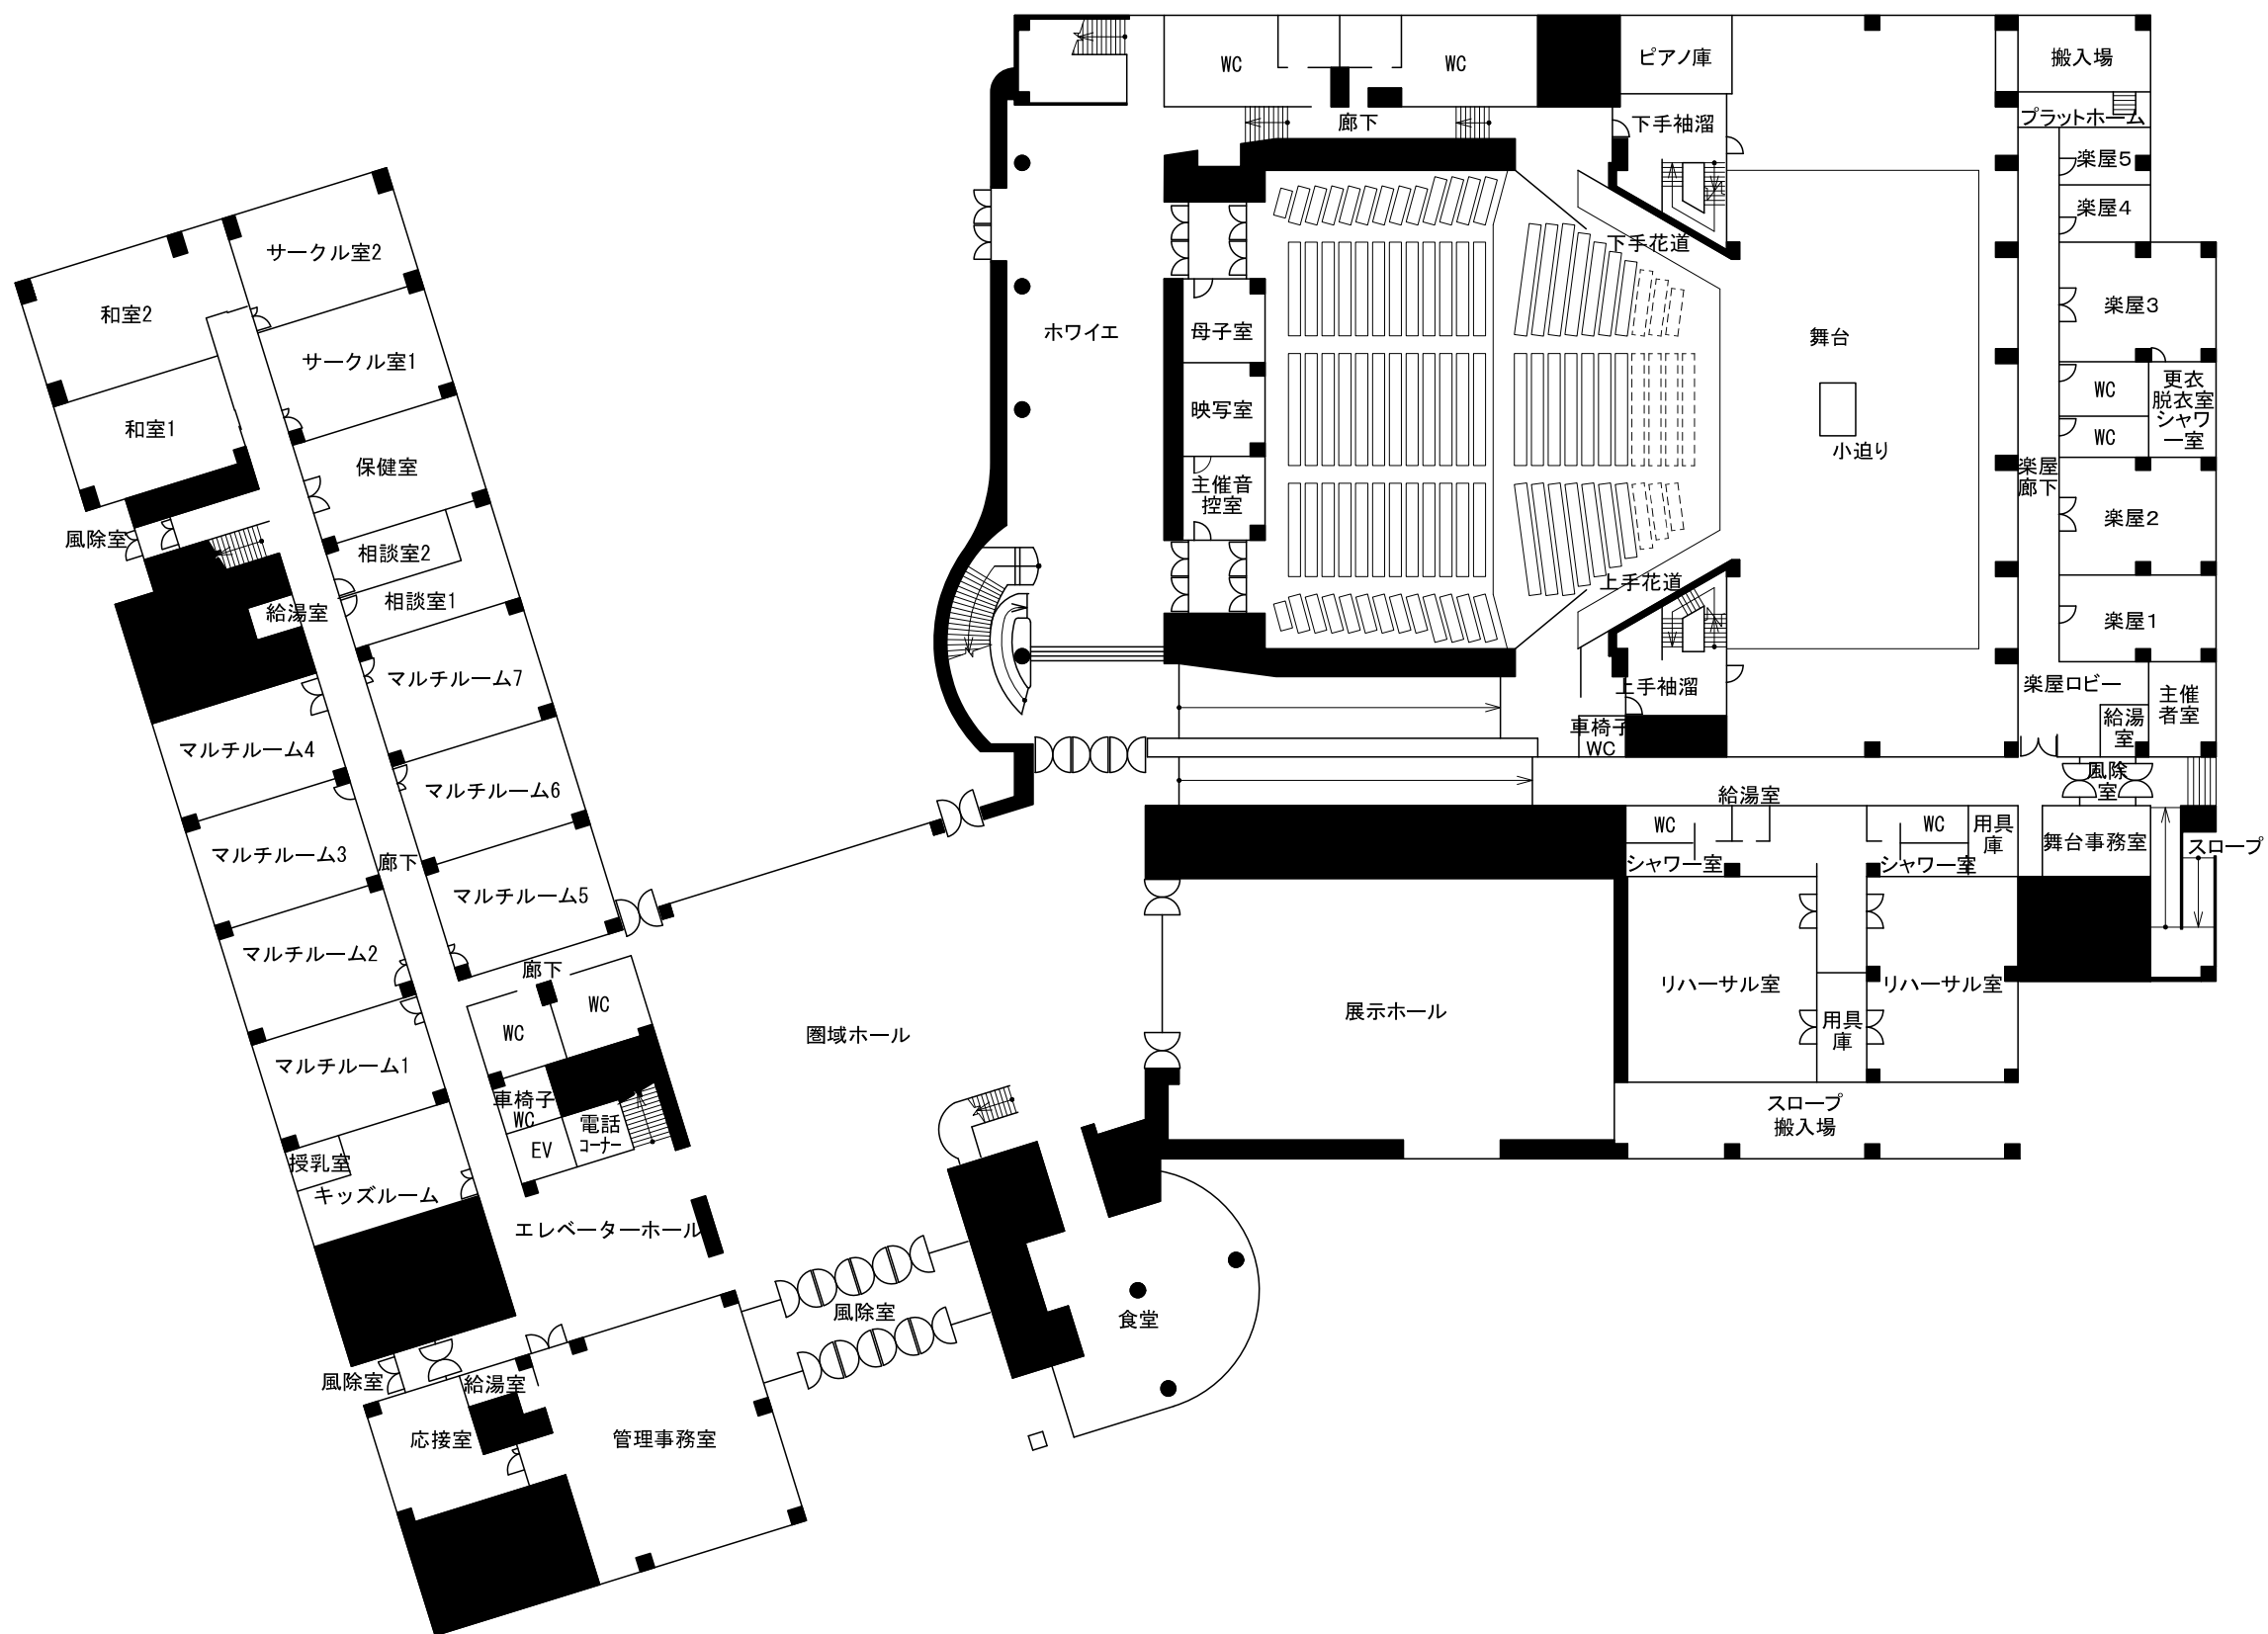 WC
WC
ピアノ庫
搬入場
廊下
下手袖溜
プラットホーム
楽屋5
楽屋4
サークル室2
下手花道
和室2
楽屋3
ホワイエ
母子室
舞台
サークル室1
WC
更衣
脱衣室
シャワ
ー室
映写室
和室1
WC
小迫り
保健室
楽屋
廊下
主催音
控室
楽屋2
風除室
相談室2
上手花道
相談室1
給湯室
楽屋1
マルチルーム7
上手袖溜
楽屋ロビー
主催
者室
給湯
室
車椅子
WC
マルチルーム4
風除
室
マルチルーム6
給湯室
WC
WC
用具
庫
舞台事務室
スロープ
マルチルーム3
廊下
シャワー室
シャワー室
マルチルーム5
マルチルーム2
廊下
リハーサル室
リハーサル室
WC
WC
展示ホール
圏域ホール
用具
庫
マルチルーム1
車椅子
WC
電話
コーナー
スロープ
搬入場
EV
授乳室
キッズルーム
エレベーターホール
風除室
食堂
風除室
給湯室
応接室
管理事務室